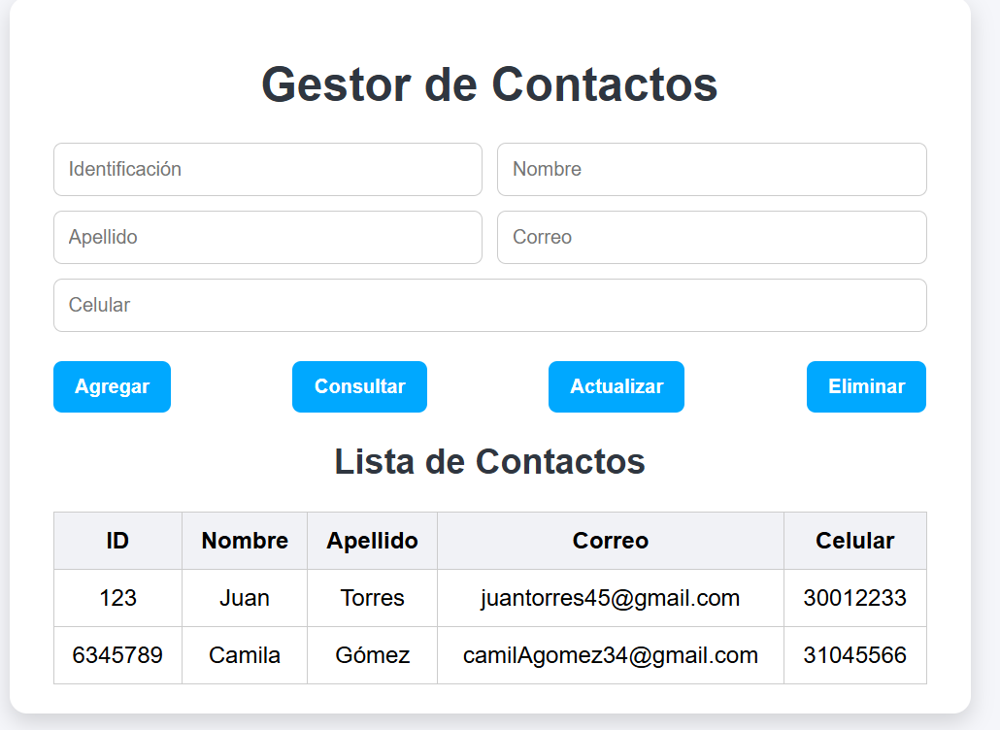 Gestor de Contactos
Identificación Nombre
Apellido Correo
Celular
Agregar Consultar Actualizar Eliminar
Lista de Contactos
ID Nombre Apellido Correo Celular
123 Juan Torres juantorres45@gmail.com 30012233
6345789 Camila Gómez camilAgomez34@gmail.com 31045566